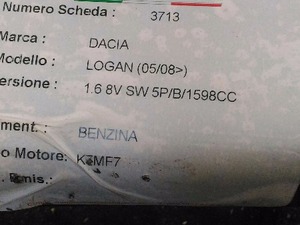 Numero Scheda : 3713
Marca : DACIA
Modello : LOGAN (05/08>)
ersione : 1.6 8V SW 5P/B/1598CC
ment. : BENZINA
o Motore: K7MF7
mis.: